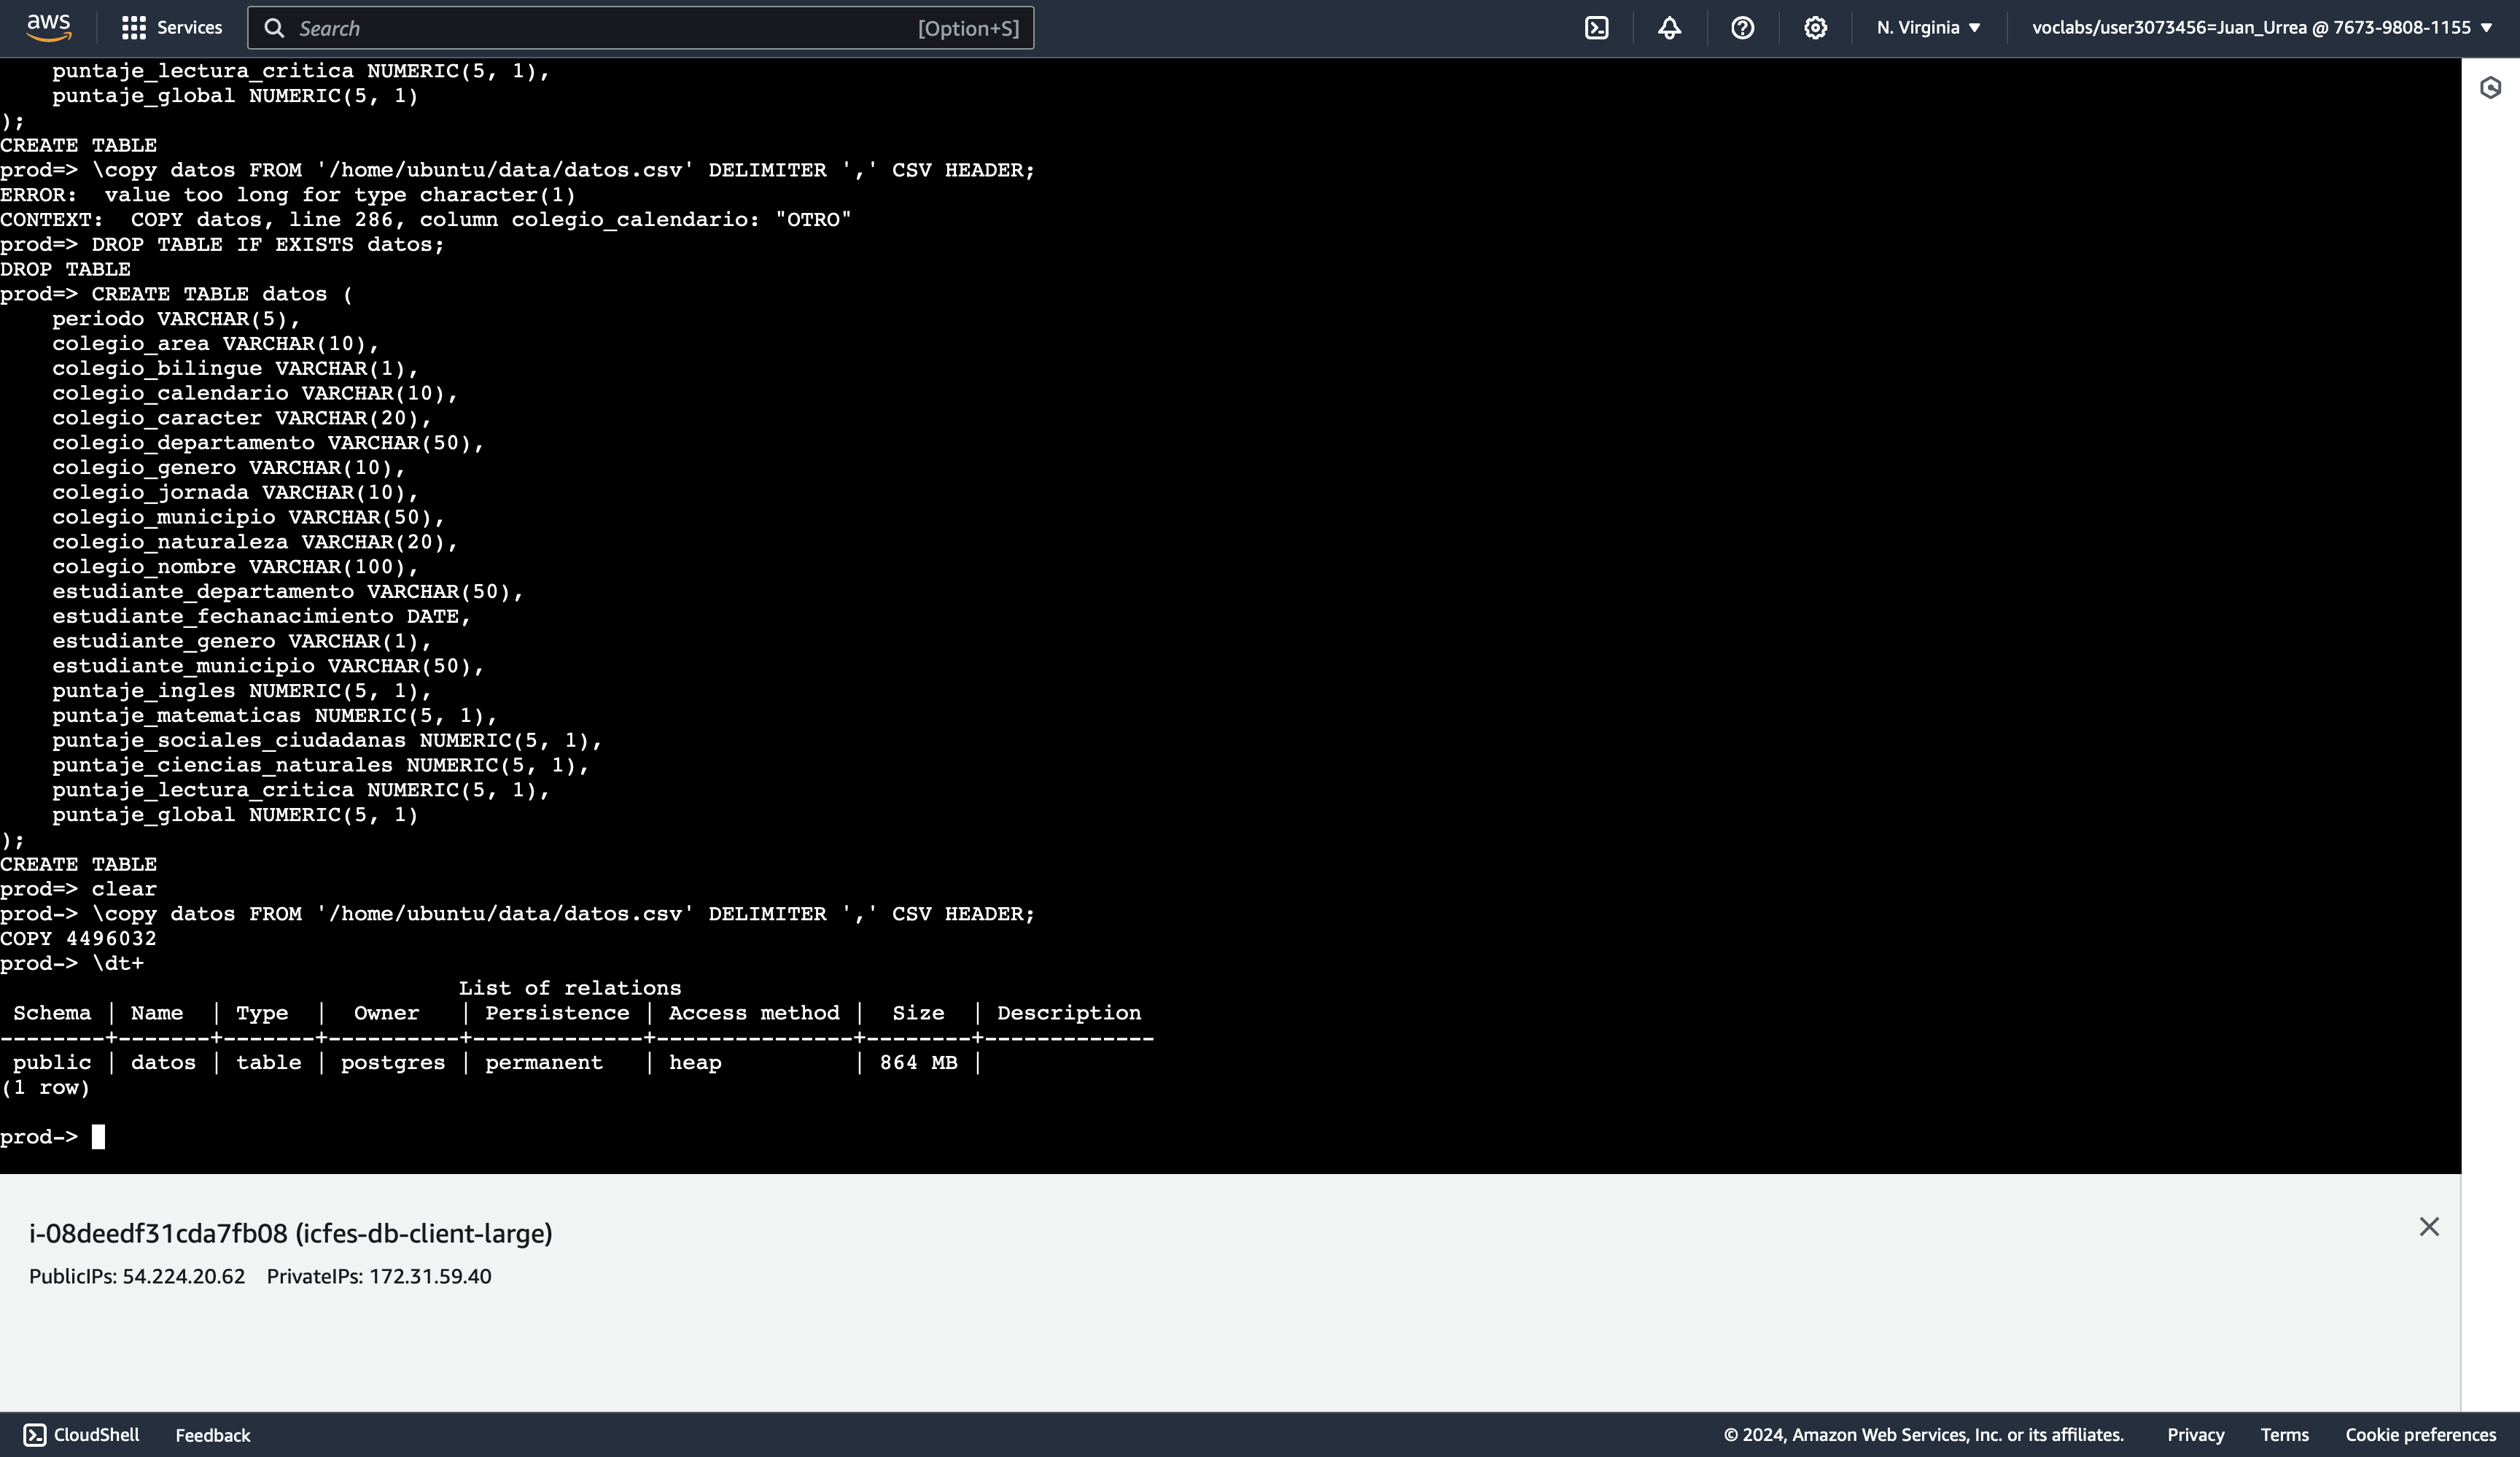 aws Services Search [Option+S] N. Virginia voclabs/user3073456=Juan_Urrea @ 7673-9808-1155
    puntaje_lectura_critica NUMERIC(5, 1),
    puntaje_global NUMERIC(5, 1)
);
CREATE TABLE
prod=> \copy datos FROM '/home/ubuntu/data/datos.csv' DELIMITER ',' CSV HEADER;
ERROR:  value too long for type character(1)
CONTEXT:  COPY datos, line 286, column colegio_calendario: "OTRO"
prod=> DROP TABLE IF EXISTS datos;
DROP TABLE
prod=> CREATE TABLE datos (
    periodo VARCHAR(5),
    colegio_area VARCHAR(10),
    colegio_bilingue VARCHAR(1),
    colegio_calendario VARCHAR(10),
    colegio_caracter VARCHAR(20),
    colegio_departamento VARCHAR(50),
    colegio_genero VARCHAR(10),
    colegio_jornada VARCHAR(10),
    colegio_municipio VARCHAR(50),
    colegio_naturaleza VARCHAR(20),
    colegio_nombre VARCHAR(100),
    estudiante_departamento VARCHAR(50),
    estudiante_fechanacimiento DATE,
    estudiante_genero VARCHAR(1),
    estudiante_municipio VARCHAR(50),
    puntaje_ingles NUMERIC(5, 1),
    puntaje_matematicas NUMERIC(5, 1),
    puntaje_sociales_ciudadanas NUMERIC(5, 1),
    puntaje_ciencias_naturales NUMERIC(5, 1),
    puntaje_lectura_critica NUMERIC(5, 1),
    puntaje_global NUMERIC(5, 1)
);
CREATE TABLE
prod=> clear
prod-> \copy datos FROM '/home/ubuntu/data/datos.csv' DELIMITER ',' CSV HEADER;
COPY 4496032
prod-> \dt+
                                   List of relations
 Schema | Name  | Type  |  Owner   | Persistence | Access method |  Size  | Description
--------+-------+-------+----------+-------------+---------------+--------+-------------
 public | datos | table | postgres | permanent   | heap          | 864 MB |
(1 row)
prod->
i-08deedf31cda7fb08 (icfes-db-client-large)
PublicIPs: 54.224.20.62 PrivateIPs: 172.31.59.40
CloudShell Feedback © 2024, Amazon Web Services, Inc. or its affiliates. Privacy Terms Cookie preferences